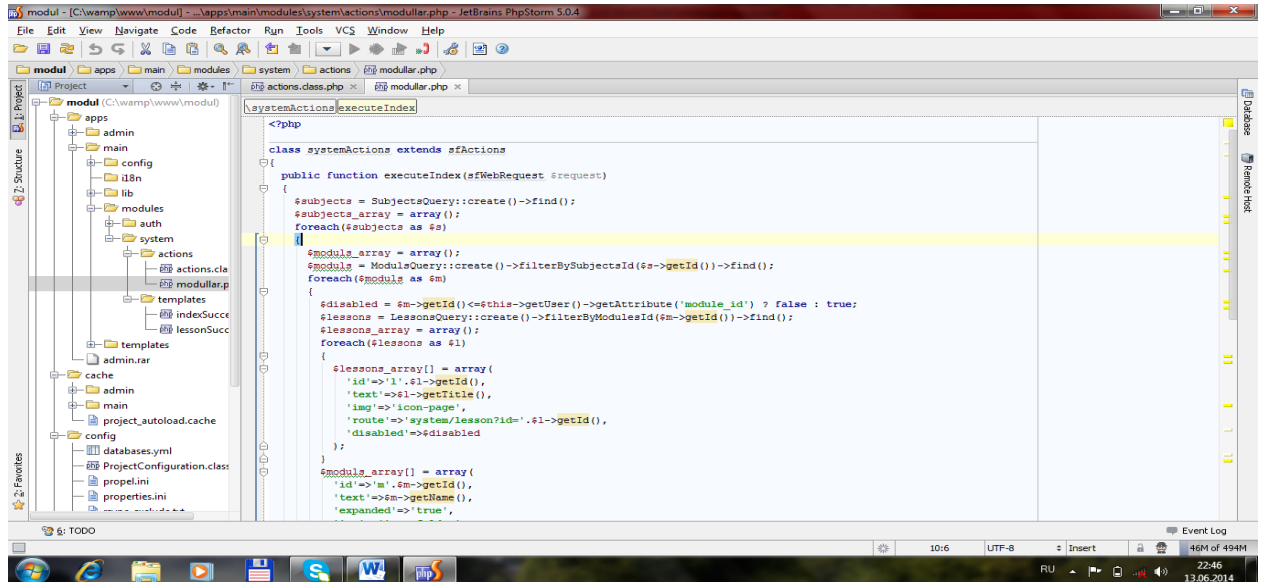 modul - [C:\wamp\www\modul] - ...\apps\main\modules\system\actions\modullar.php - JetBrains PhpStorm 5.0.4
File Edit View Navigate Code Refactor Run Tools VCS Window Help
modul apps main modules system actions modullar.php
Project
actions.class.php modullar.php
1: Project
7: Structure
2: Favorites
modul (C:\wamp\www\modul)
apps
admin
main
config
i18n
lib
modules
auth
system
actions
actions.cla
modullar.p
templates
indexSucce
lessonSucc
templates
admin.rar
cache
admin
main
project_autoload.cache
config
databases.yml
ProjectConfiguration.class
propel.ini
properties.ini
\systemActions executeIndex
<?php
class systemActions extends sfActions
{
public function executeIndex(sfWebRequest $request)
{
$subjects = SubjectsQuery::create()->find();
$subjects_array = array();
foreach($subjects as $s)
{
$moduls_array = array();
$moduls = ModulsQuery::create()->filterBySubjectsId($s->getId())->find();
foreach($moduls as $m)
{
$disabled = $m->getId()<=$this->getUser()->getAttribute('module_id') ? false : true;
$lessons = LessonsQuery::create()->filterByModulesId($m->getId())->find();
$lessons_array = array();
foreach($lessons as $l)
{
$lessons_array[] = array(
'id'=>'l'.$l->getId(),
'text'=>$l->getTitle(),
'img'=>'icon-page',
'route'=>'system/lesson?id='.$l->getId(),
'disabled'=>$disabled
);
}
$moduls_array[] = array(
'id'=>'m'.$m->getId(),
'text'=>$m->getName(),
'expanded'=>'true',
Database
Remote Host
6: TODO
Event Log
10:6 UTF-8 Insert 46M of 494M
RU
22:46
13.06.2014